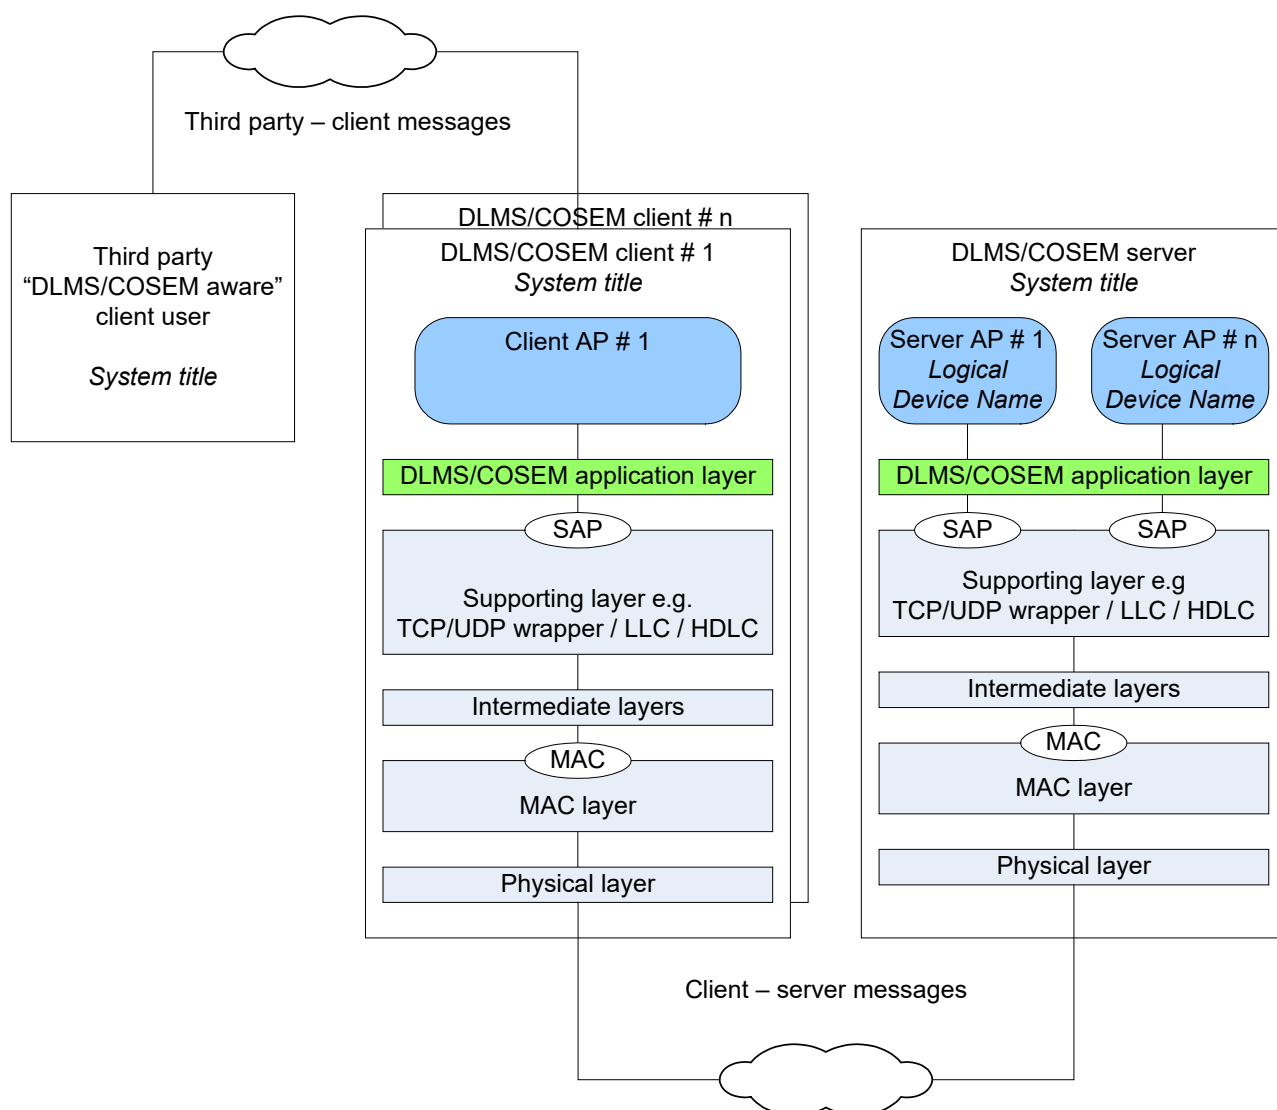 Third party – client messages
Third party
“DLMS/COSEM aware”
client user
System title
DLMS/COSEM client # n
DLMS/COSEM client # 1
System title
Client AP # 1
DLMS/COSEM application layer
SAP
Supporting layer e.g.
TCP/UDP wrapper / LLC / HDLC
Intermediate layers
MAC
MAC layer
Physical layer
DLMS/COSEM server
System title
Server AP # 1
Logical
Device Name
Server AP # n
Logical
Device Name
DLMS/COSEM application layer
SAP
SAP
Supporting layer e.g
TCP/UDP wrapper / LLC / HDLC
Intermediate layers
MAC
MAC layer
Physical layer
Client – server messages